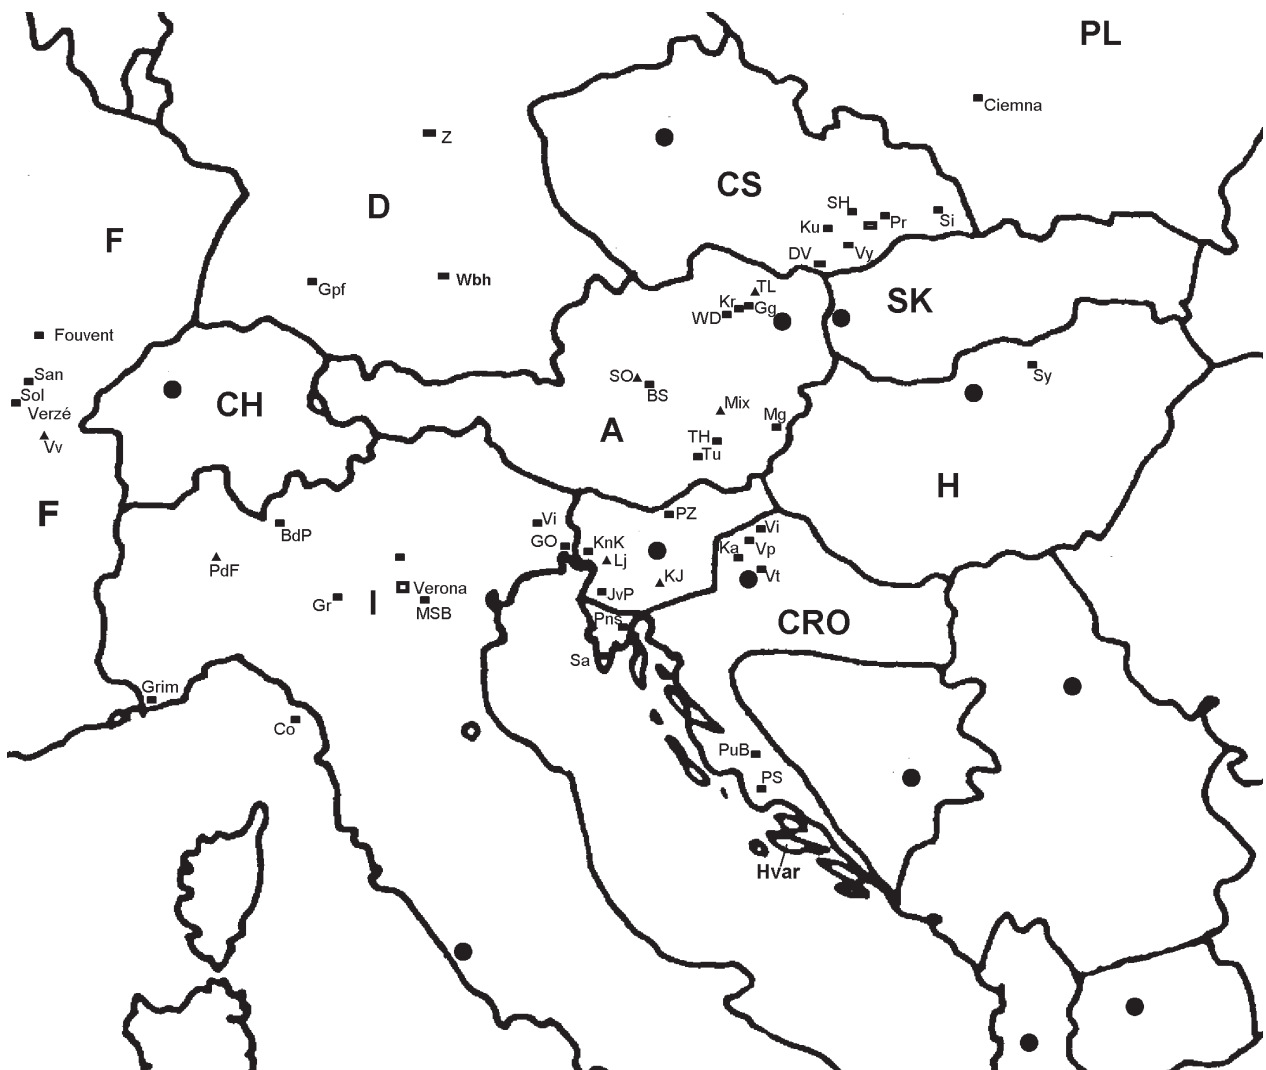 PL
Ciemna
Z
CS
D
SH
Pr
Si
F
Ku
Vy
DV
Gpf
Wbh
TL
SK
Kr
Gg
WD
Fouvent
San
SO
Sy
BS
Sol
CH
Mix
Verzé
Mg
A
TH
Vv
Tu
H
F
PZ
BdP
Vi
Vi
GO
KnK
Ka
Vp
Lj
PdF
KJ
Vt
Verona
JvP
Gr
I
MSB
Pns
CRO
Sa
Grim
Co
PuB
PS
Hvar